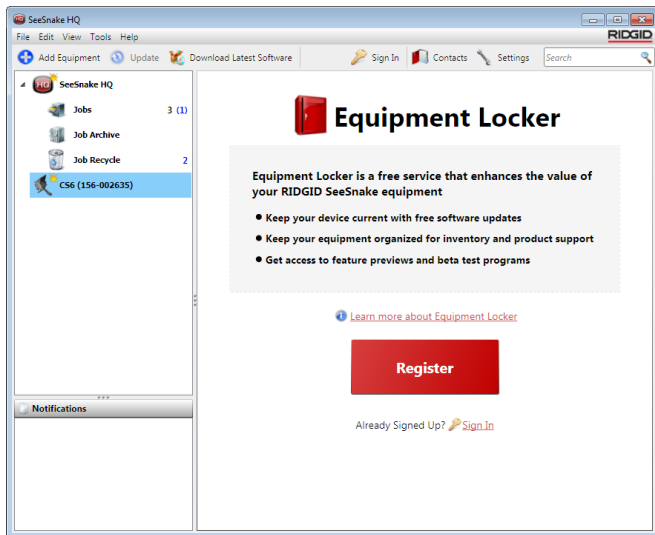 HQ SeeSnake HQ
File Edit View Tools Help
RIDGID
Add Equipment Update Download Latest Software Sign In Contacts Settings Search
HQ SeeSnake HQ
Jobs 3 (1)
Job Archive
Job Recycle 2
CS6 (156-002635)
Notifications
Equipment Locker
Equipment Locker is a free service that enhances the value of
your RIDGID SeeSnake equipment
• Keep your device current with free software updates
• Keep your equipment organized for inventory and product support
• Get access to feature previews and beta test programs
Learn more about Equipment Locker
Register
Already Signed Up? Sign In